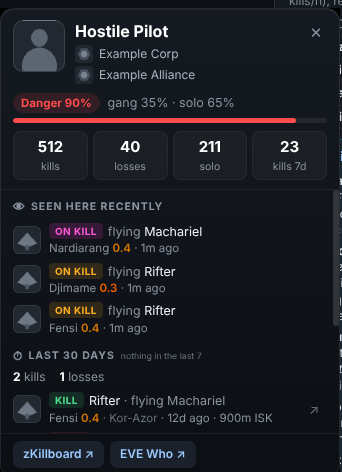 kills/h), re
Hostile Pilot
×
Example Corp
Example Alliance
Danger 90% gang 35% · solo 65%
512 40 211 23
kills losses solo kills 7d
SEEN HERE RECENTLY
ON KILL flying Machariel
Nardiarang 0.4 · 1m ago
ON KILL flying Rifter
Djimame 0.3 · 1m ago
ON KILL flying Rifter
Fensi 0.4 · 1m ago
LAST 30 DAYS nothing in the last 7
2 kills 1 losses
KILL Rifter · flying Machariel
Fensi 0.4 · Kor-Azor · 12d ago · 900m ISK ↗
zKillboard ↗ EVE Who ↗